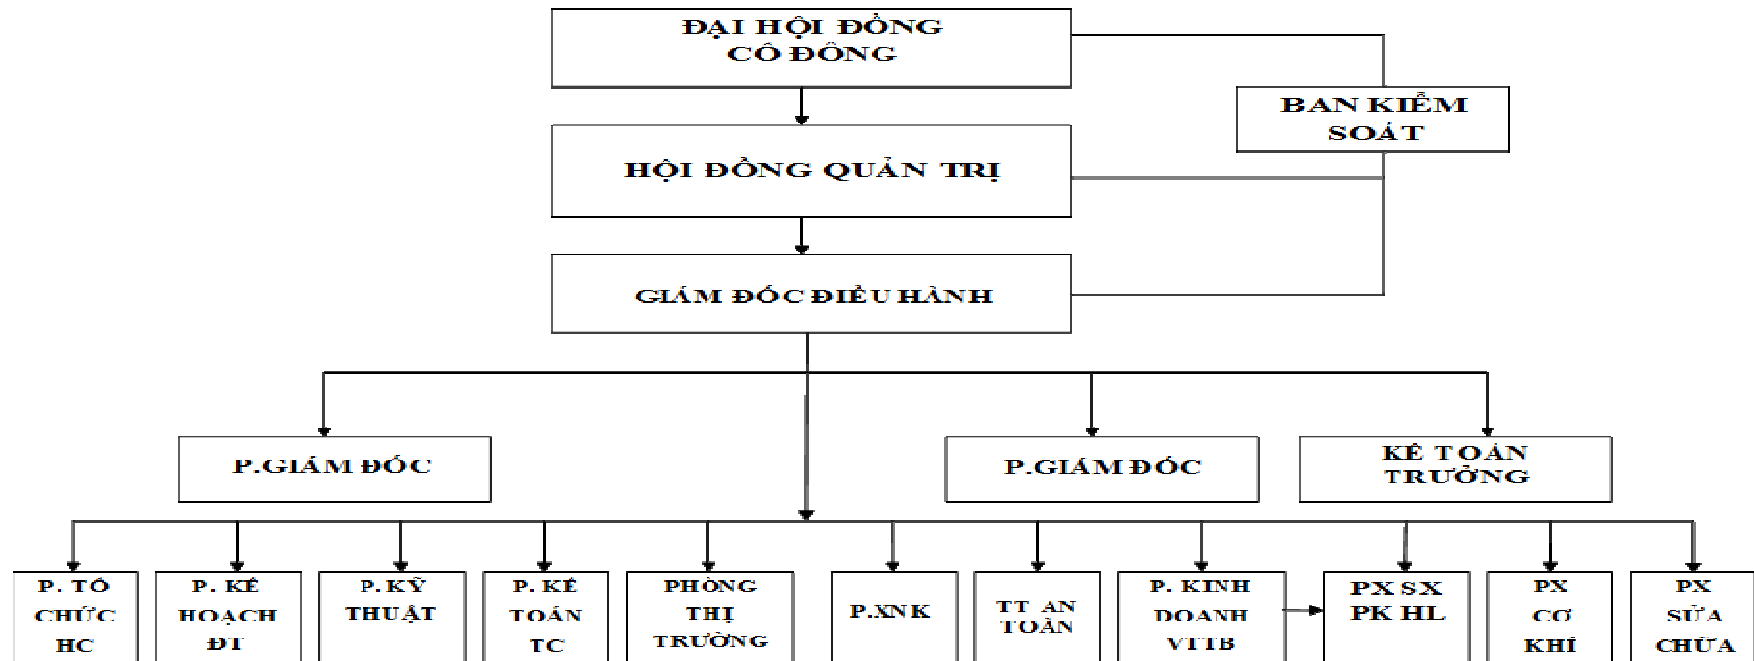 ĐẠI HỘI ĐỒNG
CỔ ĐÔNG
BAN KIỂM
SOÁT
HỘI ĐỒNG QUẢN TRỊ
GIÁM ĐỐC ĐIỀU HÀNH
P.GIÁM ĐỐC
P.GIÁM ĐỐC
KẾ TOÁN
TRƯỞNG
P. TỔ
CHỨC
HC
P. KẾ
HOẠCH
ĐT
P.KỸ
THUẬT
P. KẾ
TOÁN
TC
PHÒNG
THỊ
TRƯỜNG
P.XNK
TT AN
TOÀN
P. KINH
DOANH
VTTB
PX SX
PK HL
PX
CƠ
KHÍ
PX
SỬA
CHỮA